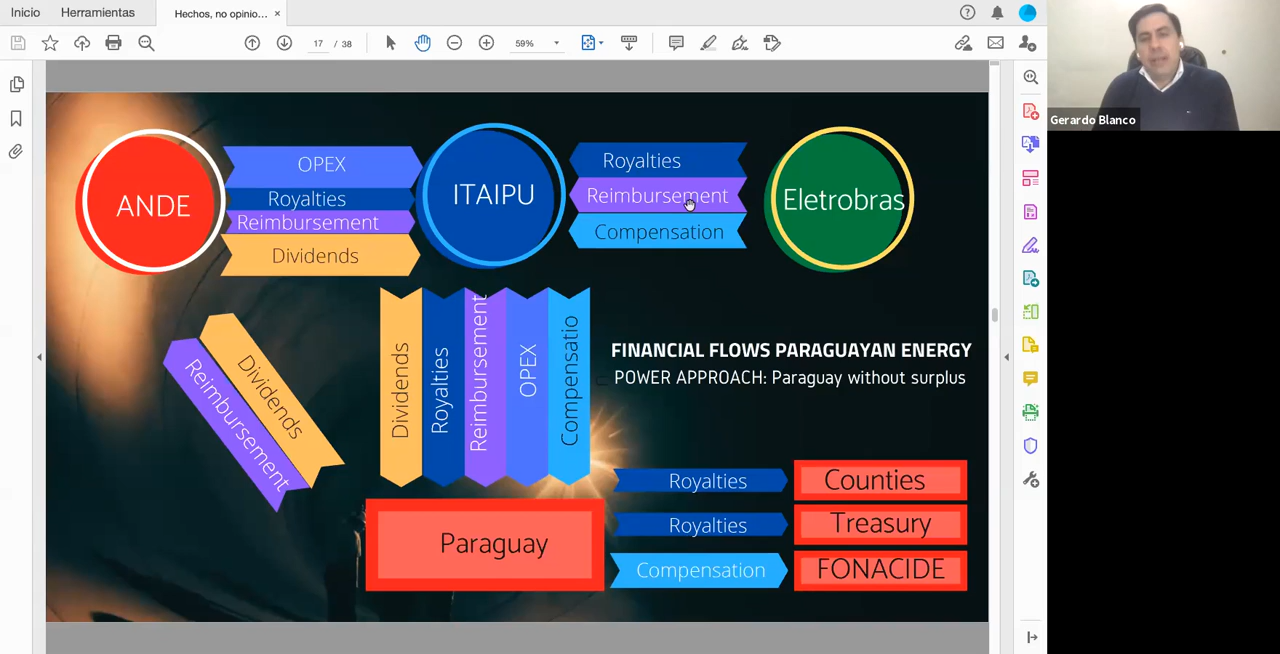 Inicio
Herramientas
Hechos, no opinio...
17 / 38
59%
Gerardo Blanco
ANDE
OPEX
Royalties
Reimbursement
Dividends
ITAIPU
Royalties
Reimbursement
Compensation
Eletrobras
Reimbursement
Dividends
Dividends
Royalties
Reimbursement
OPEX
Compensatio
n
FINANCIAL FLOWS PARAGUAYAN ENERGY
POWER APPROACH: Paraguay without surplus
Paraguay
Royalties
Counties
Royalties
Treasury
Compensation
FONACIDE